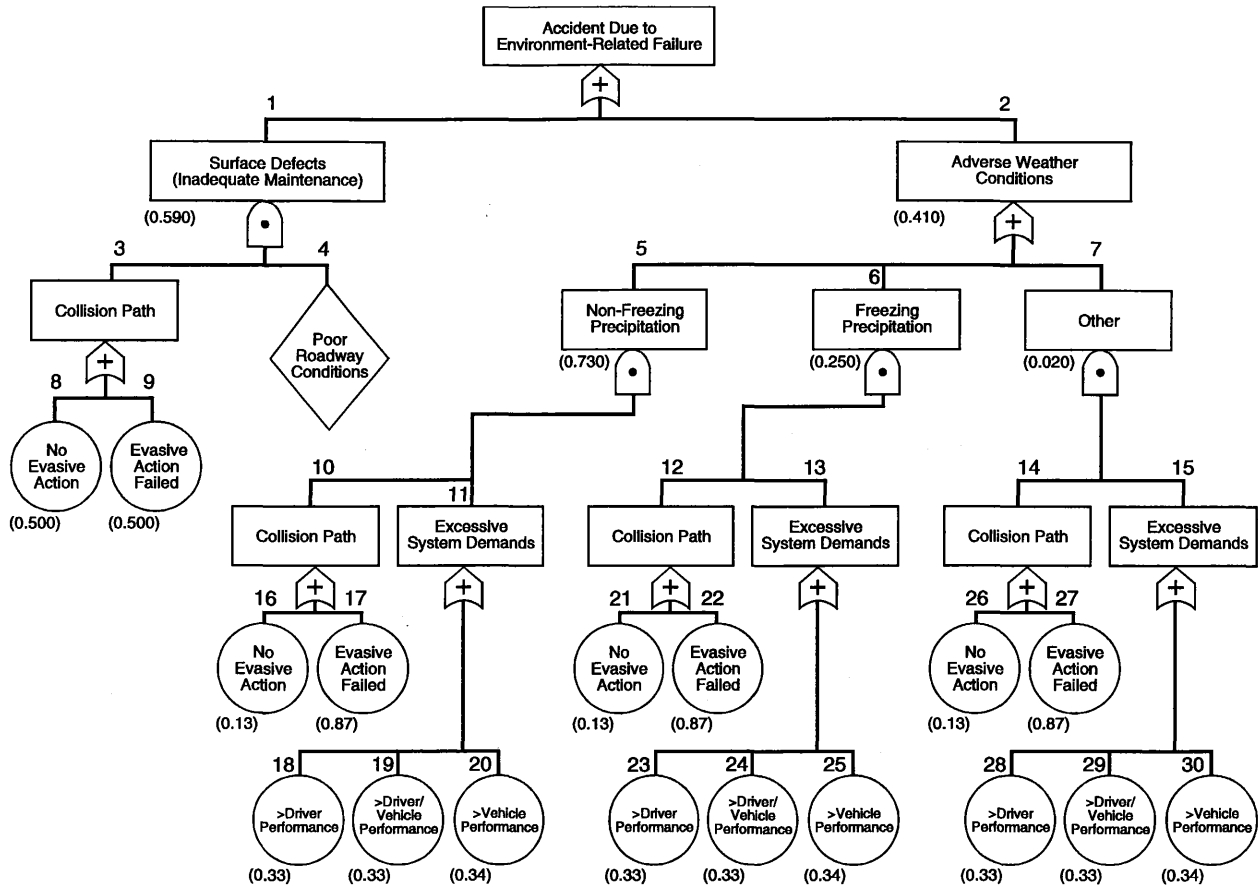 Accident Due to
Environment-Related Failure
+
1
2
Surface Defects
(Inadequate Maintenance)
(0.590)
Adverse Weather
Conditions
(0.410)
+
3
4
5
6
7
Collision Path
+
Poor
Roadway
Conditions
Non-Freezing
Precipitation
(0.730)
Freezing
Precipitation
(0.250)
Other
(0.020)
8
9
No
Evasive
Action
(0.500)
Evasive
Action
Failed
(0.500)
10
11
12
13
14
15
Collision Path
+
Excessive
System Demands
+
Collision Path
+
Excessive
System Demands
+
Collision Path
+
Excessive
System Demands
+
16
17
21
22
26
27
No
Evasive
Action
(0.13)
Evasive
Action
Failed
(0.87)
No
Evasive
Action
(0.13)
Evasive
Action
Failed
(0.87)
No
Evasive
Action
(0.13)
Evasive
Action
Failed
(0.87)
18
19
20
23
24
25
28
29
30
>Driver
Performance
(0.33)
>Driver/
Vehicle
Performance
(0.33)
>Vehicle
Performance
(0.34)
>Driver
Performance
(0.33)
>Driver/
Vehicle
Performance
(0.33)
>Vehicle
Performance
(0.34)
>Driver
Performance
(0.33)
>Driver/
Vehicle
Performance
(0.33)
>Vehicle
Performance
(0.34)